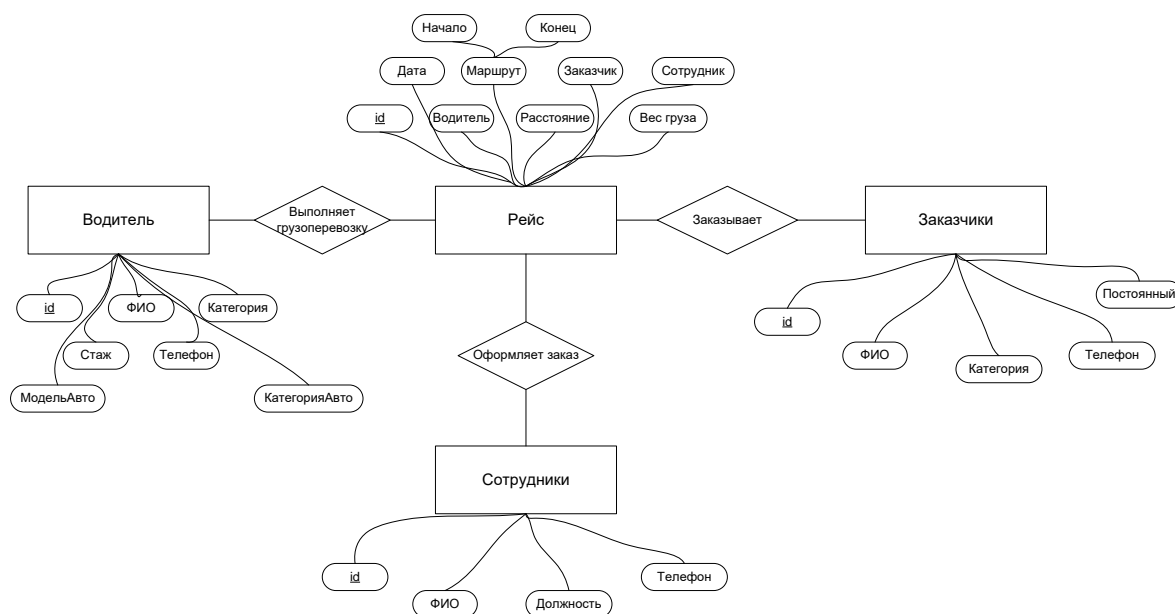 Начало
Конец
Дата
Маршрут
Заказчик
Сотрудник
id
Водитель
Расстояние
Вес груза
Водитель
Выполняет
грузоперевозку
Рейс
Заказывает
Заказчики
id
ФИО
Категория
Стаж
Телефон
МодельАвто
КатегорияАвто
Оформляет заказ
Постоянный
id
ФИО
Категория
Телефон
Сотрудники
id
ФИО
Должность
Телефон